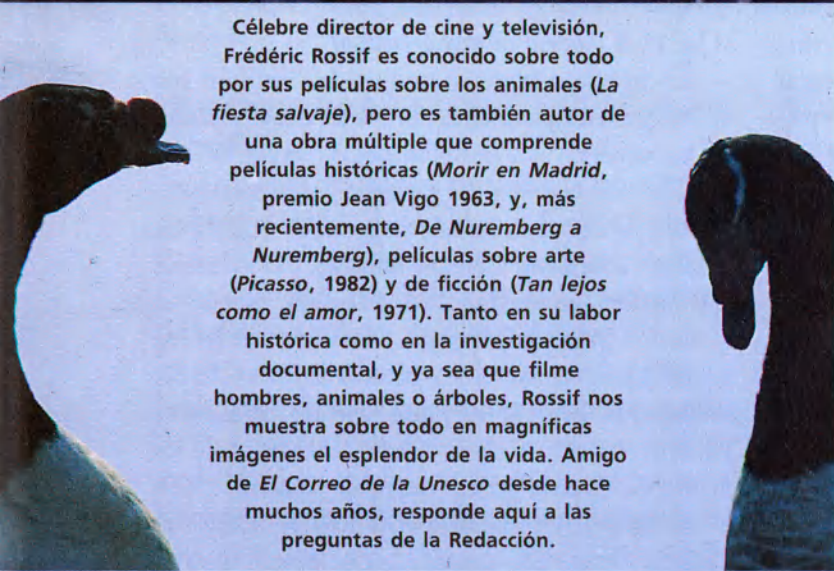 Célebre director de cine y televisión,
Frédéric Rossif es conocido sobre todo
por sus películas sobre los animales (La
fiesta salvaje), pero es también autor de
una obra múltiple que comprende
películas históricas (Morir en Madrid,
premio Jean Vigo 1963, y, más
recientemente, De Nuremberg a
Nuremberg), películas sobre arte
(Picasso, 1982) y de ficción (Tan lejos
como el amor, 1971). Tanto en su labor
histórica como en la investigación
documental, y ya sea que filme
hombres, animales o árboles, Rossif nos
muestra sobre todo en magníficas
imágenes el esplendor de la vida. Amigo
de El Correo de la Unesco desde hace
muchos años, responde aquí a las
preguntas de la Redacción.